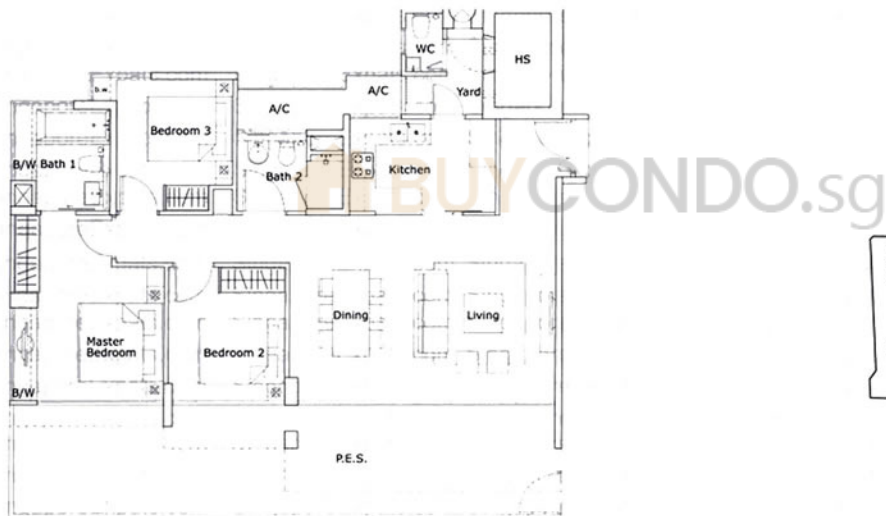 WC
HS
A/C
A/C
Yard
b.w
Bedroom 3
B/W Bath 1
Bath 2
Kitchen
BUYCONDO.sg
Dining
Living
Master
Bedroom
Bedroom 2
B/W
P.E.S.